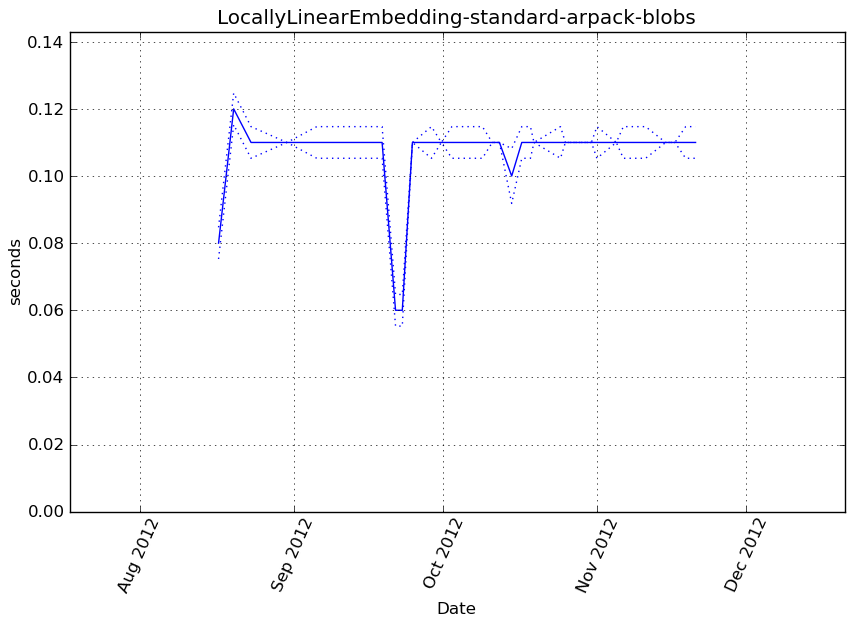 LocallyLinearEmbedding-standard-arpack-blobs
0.14
0.12
0.10
0.08
0.06
0.04
0.02
0.00
seconds
Aug 2012
Sep 2012
Oct 2012
Nov 2012
Dec 2012
Date